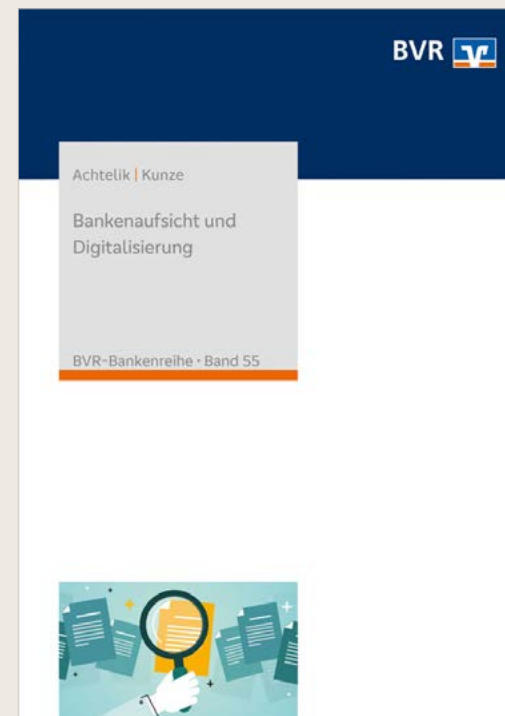 BVR
Achtelik | Kunze
Bankenaufsicht und
Digitalisierung
BVR-Bankenreihe • Band 55